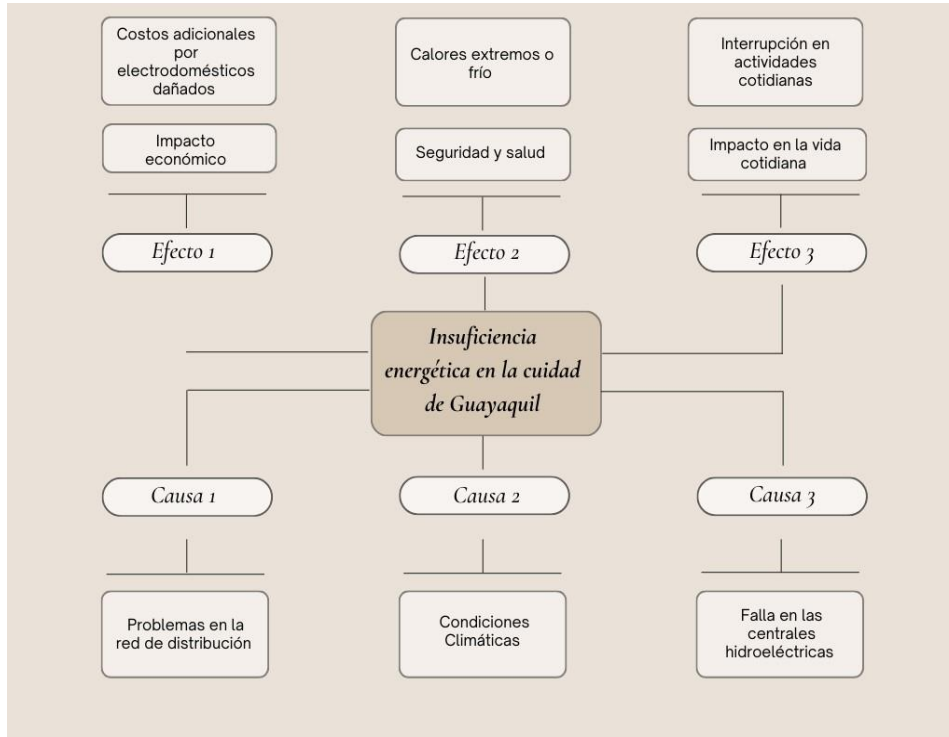 Costos adicionales
por
electrodomésticos
dañados
Calores extremos o
frío
Interrupción en
actividades
cotidianas
Impacto
económico
Seguridad y salud
Impacto en la vida
cotidiana
Efecto 1
Efecto 2
Efecto 3
Insuficiencia
energética en la cuidad
de Guayaquil
Causa 1
Causa 2
Causa 3
Problemas en la
red de distribución
Condiciones
Climáticas
Falla en las
centrales
hidroeléctricas